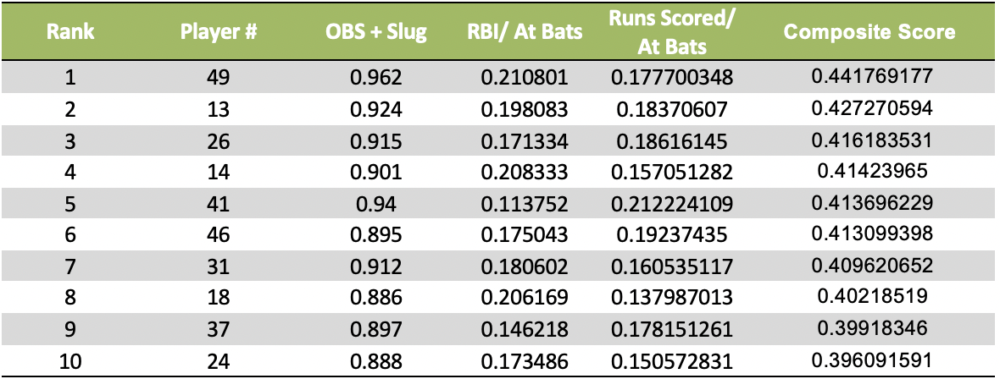 Rank Player # OBS + Slug RBI/ At Bats Runs Scored/ At Bats Composite Score
1 49 0.962 0.210801 0.177700348 0.441769177
2 13 0.924 0.198083 0.18370607 0.427270594
3 26 0.915 0.171334 0.18616145 0.416183531
4 14 0.901 0.208333 0.157051282 0.41423965
5 41 0.94 0.113752 0.212224109 0.413696229
6 46 0.895 0.175043 0.19237435 0.413099398
7 31 0.912 0.180602 0.160535117 0.409620652
8 18 0.886 0.206169 0.137987013 0.40218519
9 37 0.897 0.146218 0.178151261 0.39918346
10 24 0.888 0.173486 0.150572831 0.396091591